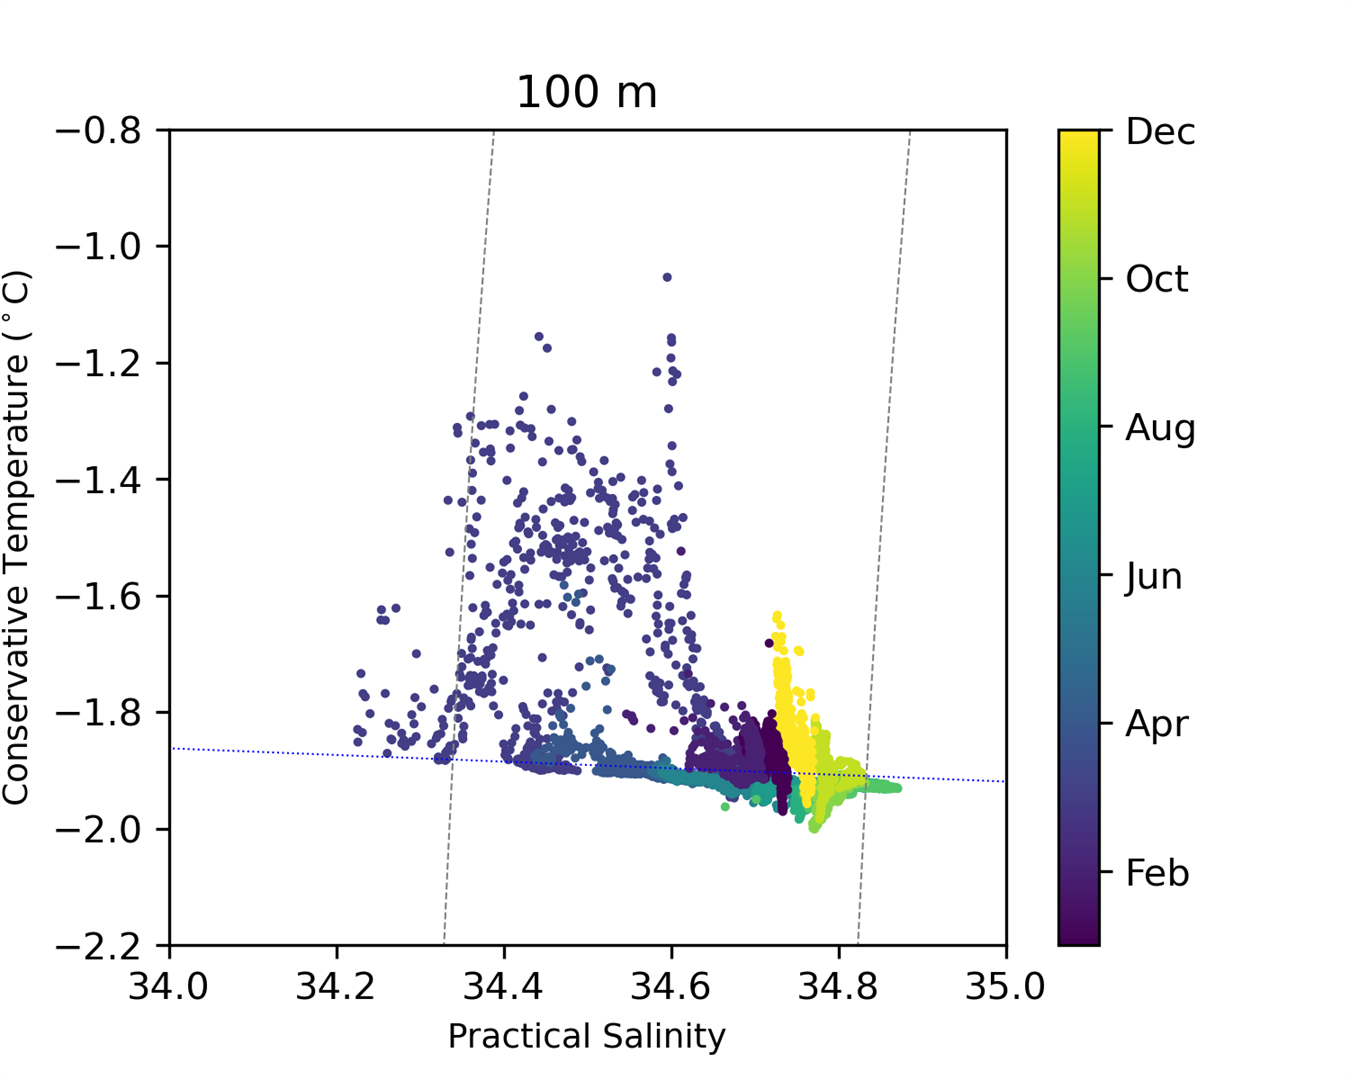 100 m
−0.8
−1.0
−1.2
−1.4
−1.6
−1.8
−2.0
−2.2
Conservative Temperature (°C)
34.0 34.2 34.4 34.6 34.8 35.0
Practical Salinity
Dec
Oct
Aug
Jun
Apr
Feb